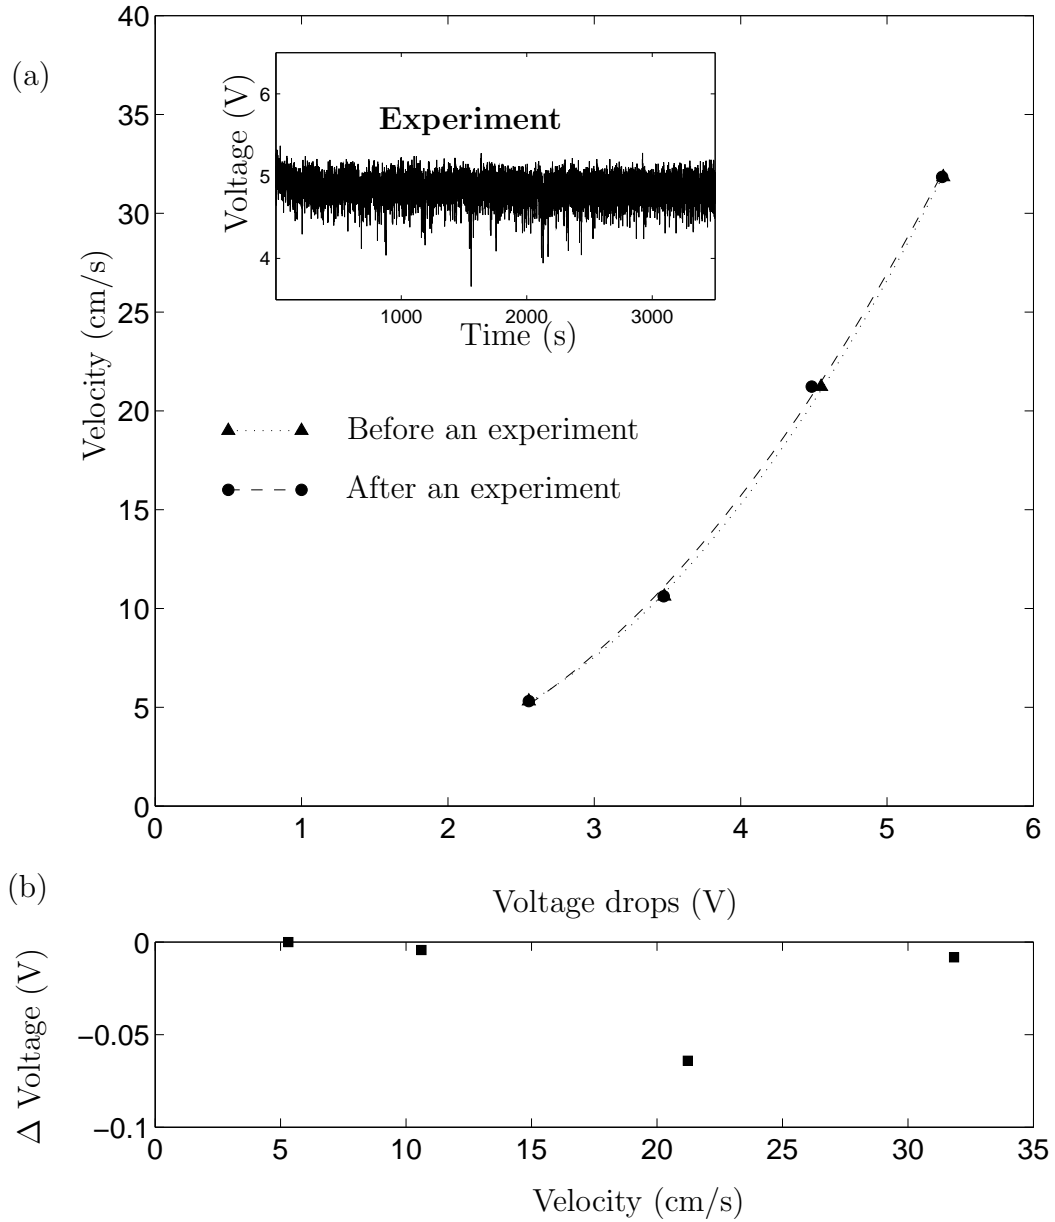 (a)
40
35
30
25
20
15
10
5
0
Velocity (cm/s)
0 1 2 3 4 5 6
Voltage drops (V)
Experiment
Voltage (V)
6
5
4
1000 2000 3000
Time (s)
Before an experiment
After an experiment
(b)
0
−0.05
−0.1
Δ Voltage (V)
0 5 10 15 20 25 30 35
Velocity (cm/s)